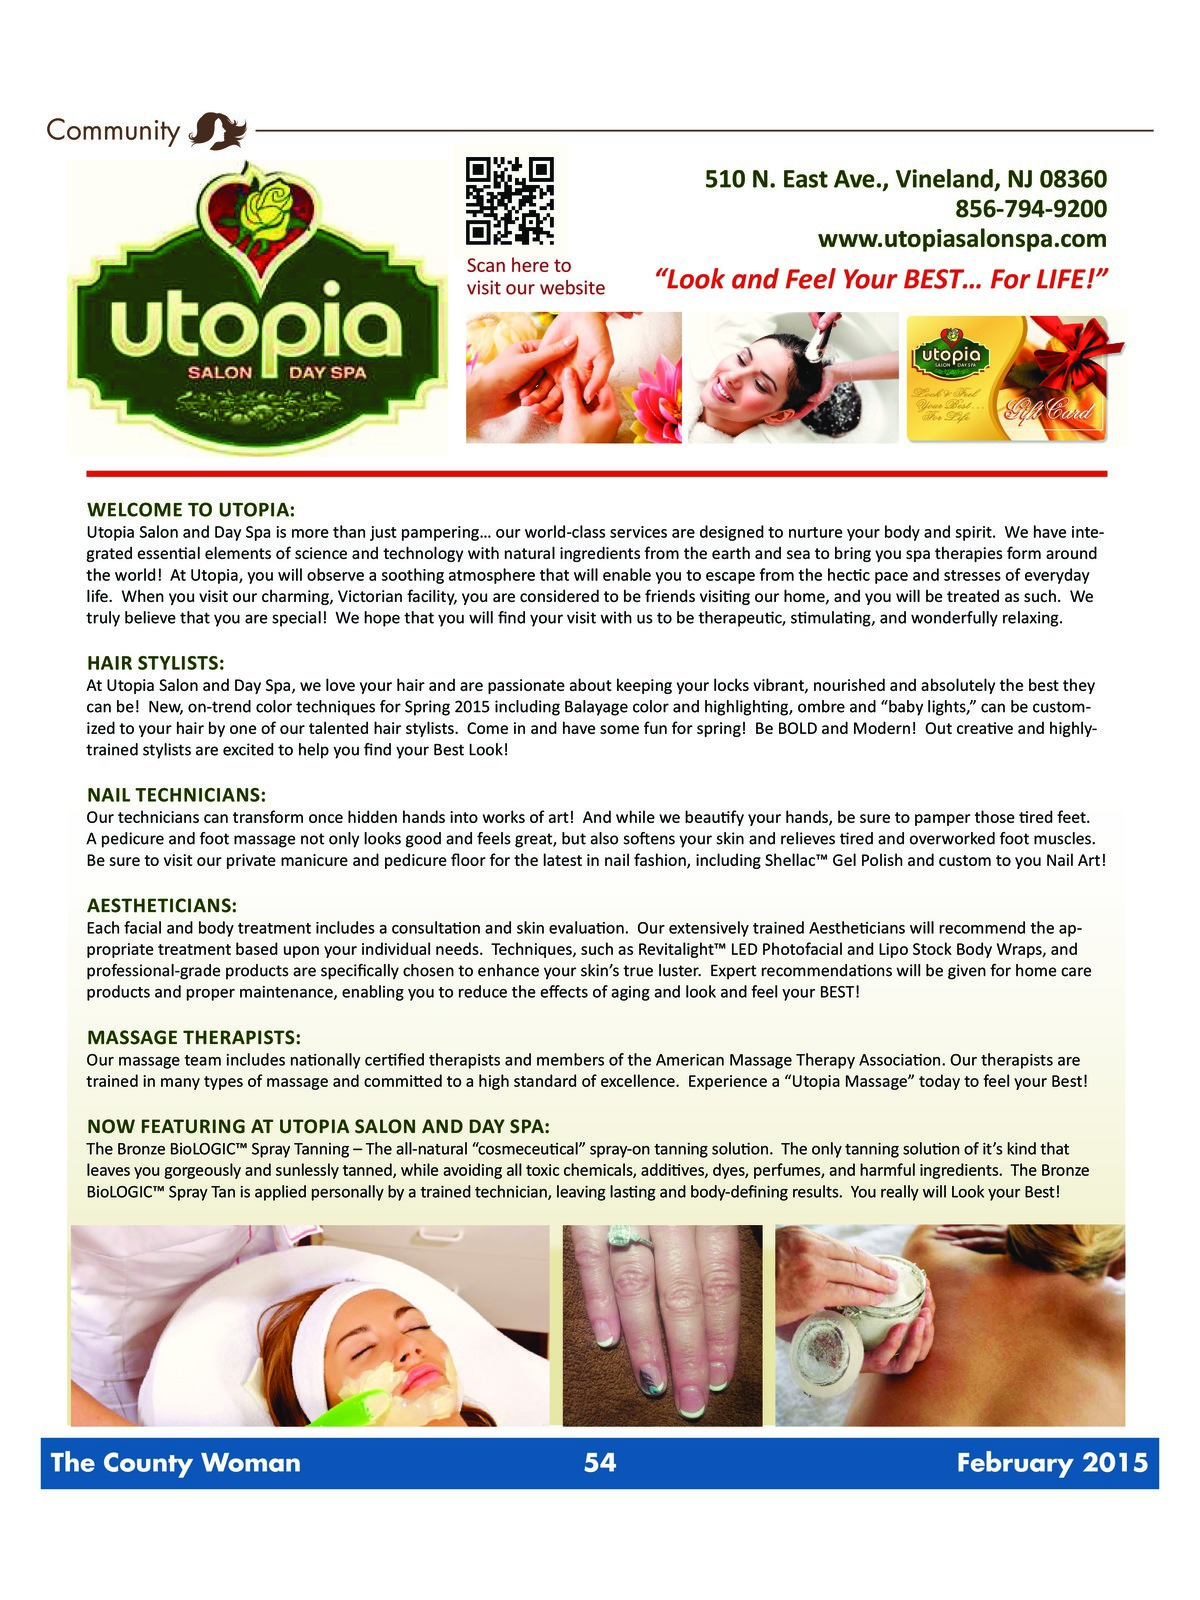 Community
utopia
SALON DAY SPA
Scan here to
visit our website
510 N. East Ave., Vineland, NJ 08360
856-794-9200
www.utopiasalonspa.com
“Look and Feel Your BEST... For LIFE!”
utopia
SALON DAY SPA
Look & Feel
Your Best...
For Life
Gift Card
WELCOME TO UTOPIA:
Utopia Salon and Day Spa is more than just pampering... our world-class services are designed to nurture your body and spirit.  We have inte-
grated essential elements of science and technology with natural ingredients from the earth and sea to bring you spa therapies form around
the world!  At Utopia, you will observe a soothing atmosphere that will enable you to escape from the hectic pace and stresses of everyday
life.  When you visit our charming, Victorian facility, you are considered to be friends visiting our home, and you will be treated as such.  We
truly believe that you are special!  We hope that you will find your visit with us to be therapeutic, stimulating, and wonderfully relaxing.
HAIR STYLISTS:
At Utopia Salon and Day Spa, we love your hair and are passionate about keeping your locks vibrant, nourished and absolutely the best they
can be!  New, on-trend color techniques for Spring 2015 including Balayage color and highlighting, ombre and “baby lights,” can be custom-
ized to your hair by one of our talented hair stylists.  Come in and have some fun for spring!  Be BOLD and Modern!  Out creative and highly-
trained stylists are excited to help you find your Best Look!
NAIL TECHNICIANS:
Our technicians can transform once hidden hands into works of art!  And while we beautify your hands, be sure to pamper those tired feet.
A pedicure and foot massage not only looks good and feels great, but also softens your skin and relieves tired and overworked foot muscles.
Be sure to visit our private manicure and pedicure floor for the latest in nail fashion, including Shellac™ Gel Polish and custom to you Nail Art!
AESTHETICIANS:
Each facial and body treatment includes a consultation and skin evaluation.  Our extensively trained Aestheticians will recommend the ap-
propriate treatment based upon your individual needs.  Techniques, such as Revitalight™ LED Photofacial and Lipo Stock Body Wraps, and
professional-grade products are specifically chosen to enhance your skin’s true luster.  Expert recommendations will be given for home care
products and proper maintenance, enabling you to reduce the effects of aging and look and feel your BEST!
MASSAGE THERAPISTS:
Our massage team includes nationally certified therapists and members of the American Massage Therapy Association. Our therapists are
trained in many types of massage and committed to a high standard of excellence.  Experience a “Utopia Massage” today to feel your Best!
NOW FEATURING AT UTOPIA SALON AND DAY SPA:
The Bronze BioLOGIC™ Spray Tanning – The all-natural “cosmeceutical” spray-on tanning solution.  The only tanning solution of it’s kind that
leaves you gorgeously and sunlessly tanned, while avoiding all toxic chemicals, additives, dyes, perfumes, and harmful ingredients.  The Bronze
BioLOGIC™ Spray Tan is applied personally by a trained technician, leaving lasting and body-defining results.  You really will Look your Best!
The County Woman 54 February 2015